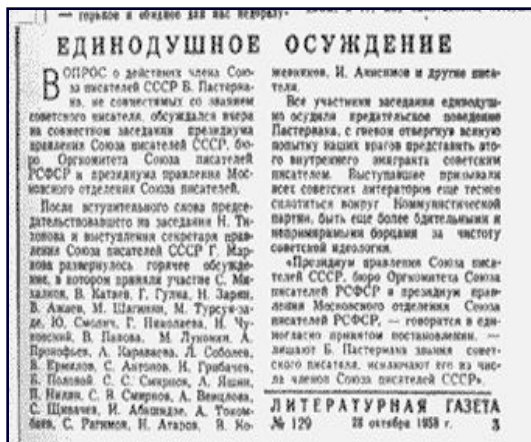 — горькое и обидное для нас недоразу-
ЕДИНОДУШНОЕ ОСУЖДЕНИЕ
ВОПРОС о действиях члена Сою-
за писателей СССР Б. Пастерна-
ка, не совместимых со званием
советского писателя, обсуждался вчера
на совместном заседании президиума
правления Союза писателей СССР, бю-
ро Оргкомитета Союза писателей
РСФСР и президиума правления Мос-
ковского отделения Союза писателей.
После вступительного слова предсе-
дательствовавшего на заседании Н. Ти-
хонова и выступления секретаря прав-
ления Союза писателей СССР Г. Мар-
кова развернулось горячее обсужде-
ние, в котором приняли участие С. Ми-
халков, В. Катаев, Г. Гулиа, Н. Зарян,
В. Ажаев, М. Шагинян, М. Турсун-за-
де, Ю. Смолич, Г. Николаева, Н. Чу-
ковский, В. Панова, М. Луконин, А.
Прокофьев, А. Караваева, Л. Соболев,
В. Ермилов, С. Антонов, Н. Грибачев,
Б. Полевой, С. С. Смирнов, А. Яшин,
П. Нилин, С. В. Смирнов, А. Венцлова,
С. Щипачев, И. Абашидзе, А. Током-
баев, С. Рагимов, Н. Атаров, В. Ко-
жевников, И. Анисимов и другие писа-
тели.
Все участники заседания единодуш-
но осудили предательское поведение
Пастернака, с гневом отвергнув всякую
попытку наших врагов представить это-
го внутреннего эмигранта советским
писателем. Выступавшие призывали
всех советских литераторов еще теснее
сплотиться вокруг Коммунистической
партии, быть еще более бдительными и
непримиримыми борцами за чистоту
советской идеологии.
«Президиум правления Союза писа-
телей СССР, бюро Оргкомитета Союза
писателей РСФСР и президиум прав-
ления Московского отделения Союза
писателей РСФСР, — говорится в еди-
ногласно принятом постановлении, —
лишают Б. Пастернака звания совет-
ского писателя, исключают его из чис-
ла членов Союза писателей СССР».
ЛИТЕРАТУРНАЯ ГАЗЕТА
№ 129 28 октября 1958 г. 3